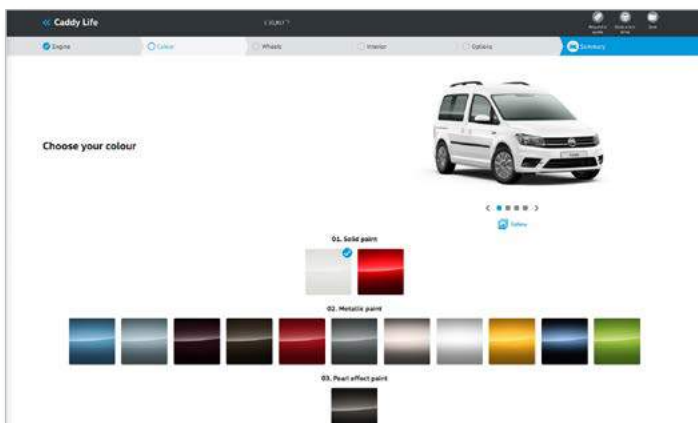 Caddy Life
Engine
Colour
Wheels
Interior
Options
Summary
Choose your colour
01. Solid paint
02. Metallic paint
03. Pearl effect paint